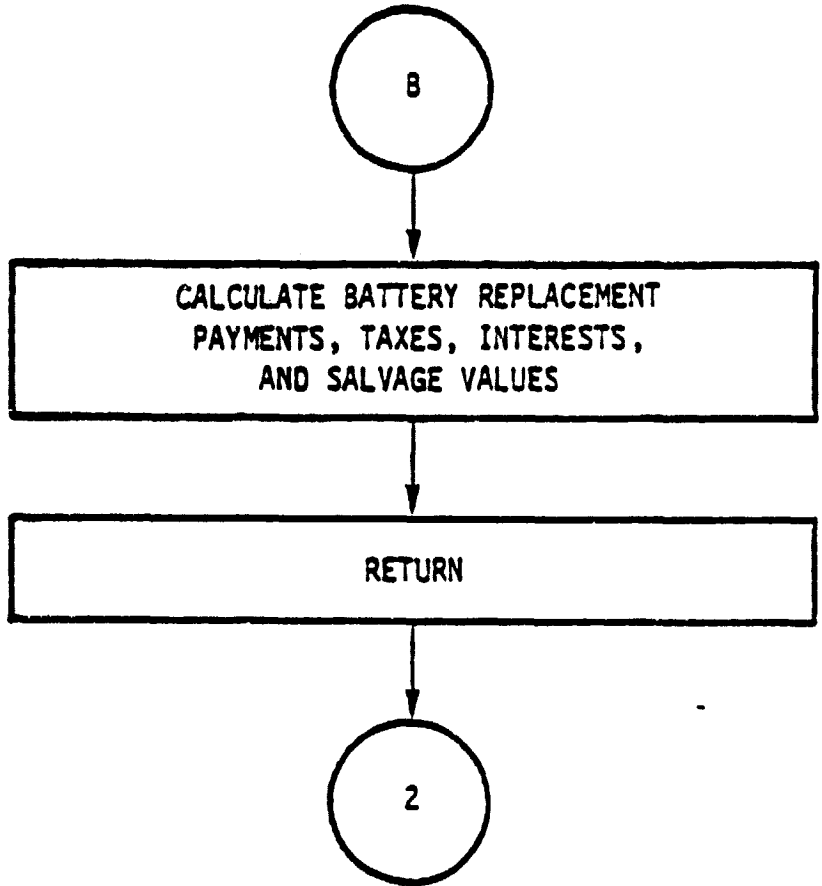 B
CALCULATE BATTERY REPLACEMENT
PAYMENTS, TAXES, INTERESTS,
AND SALVAGE VALUES
RETURN
2